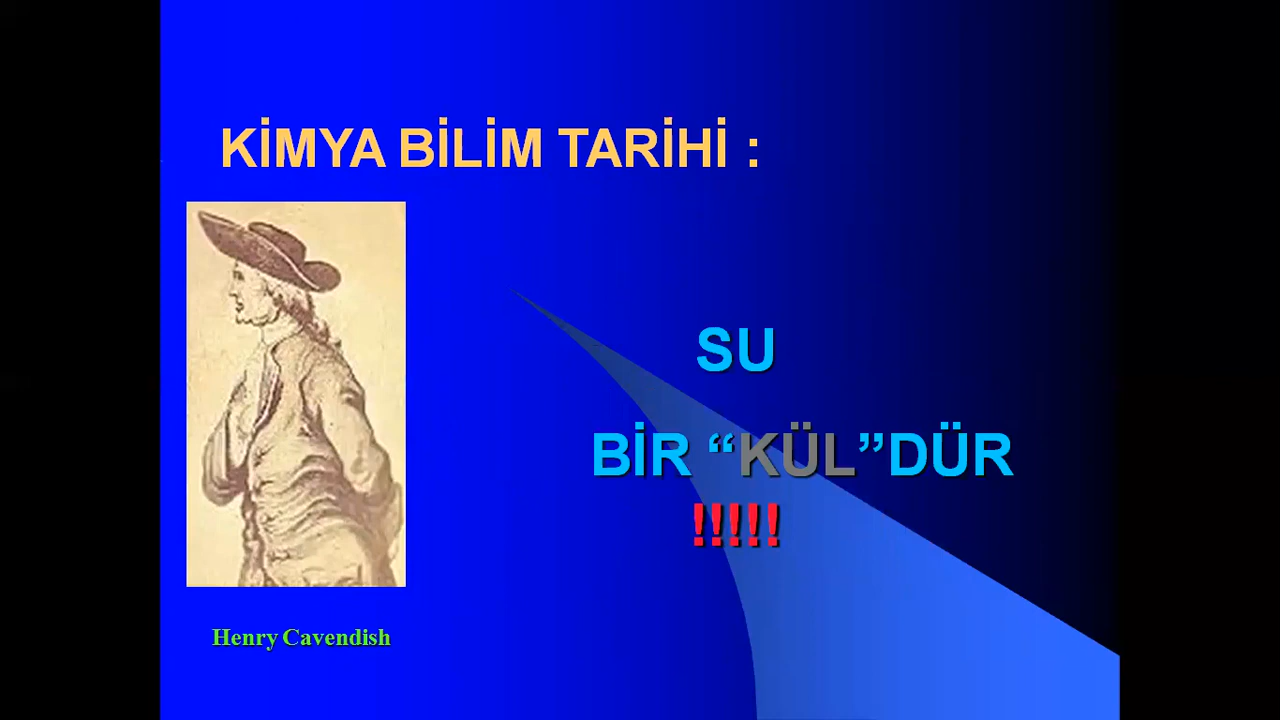 KİMYA BİLİM TARİHİ :
SU
BİR “KÜL”DÜR
!!!!!
Henry Cavendish